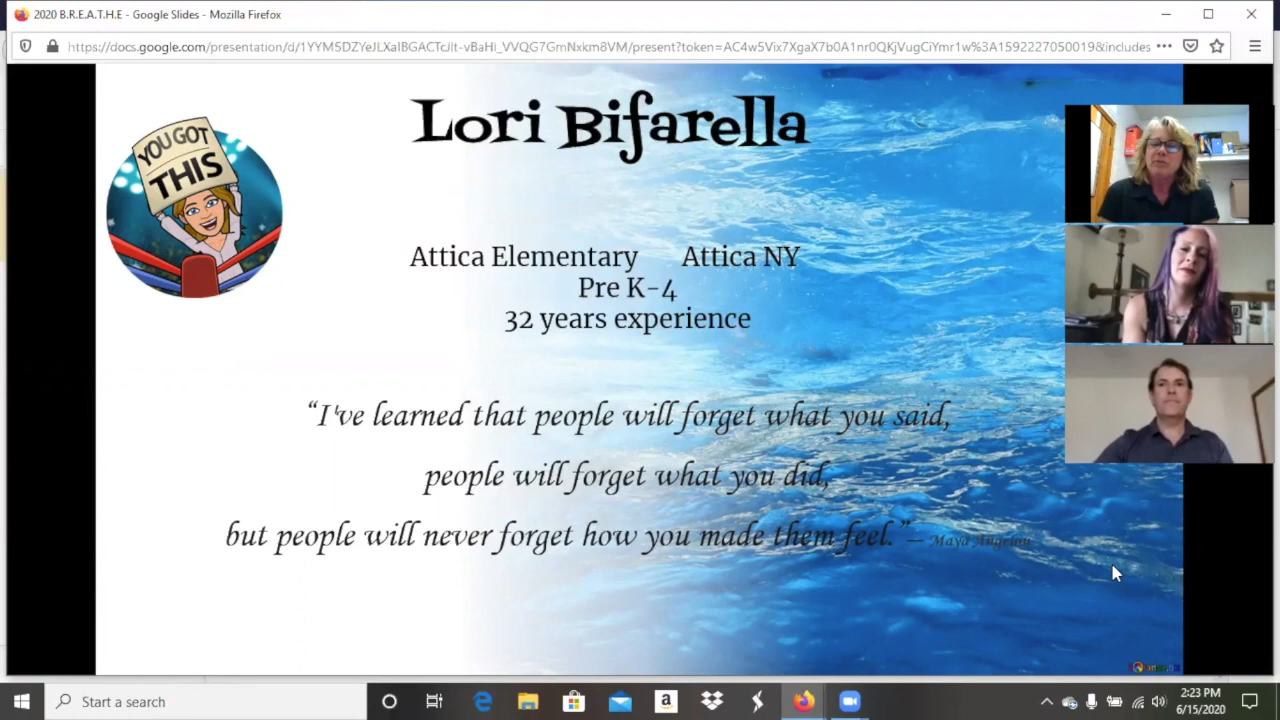 2020 B.R.E.A.T.H.E - Google Slides - Mozilla Firefox
Lori Bifarella
YOU GOT
THIS
Attica Elementary Attica NY
Pre K-4
32 years experience
“I've learned that people will forget what you said,
people will forget what you did,
but people will never forget how you made them feel.”— Maya Angelou
Type a search
2:23 PM
6/15/2020